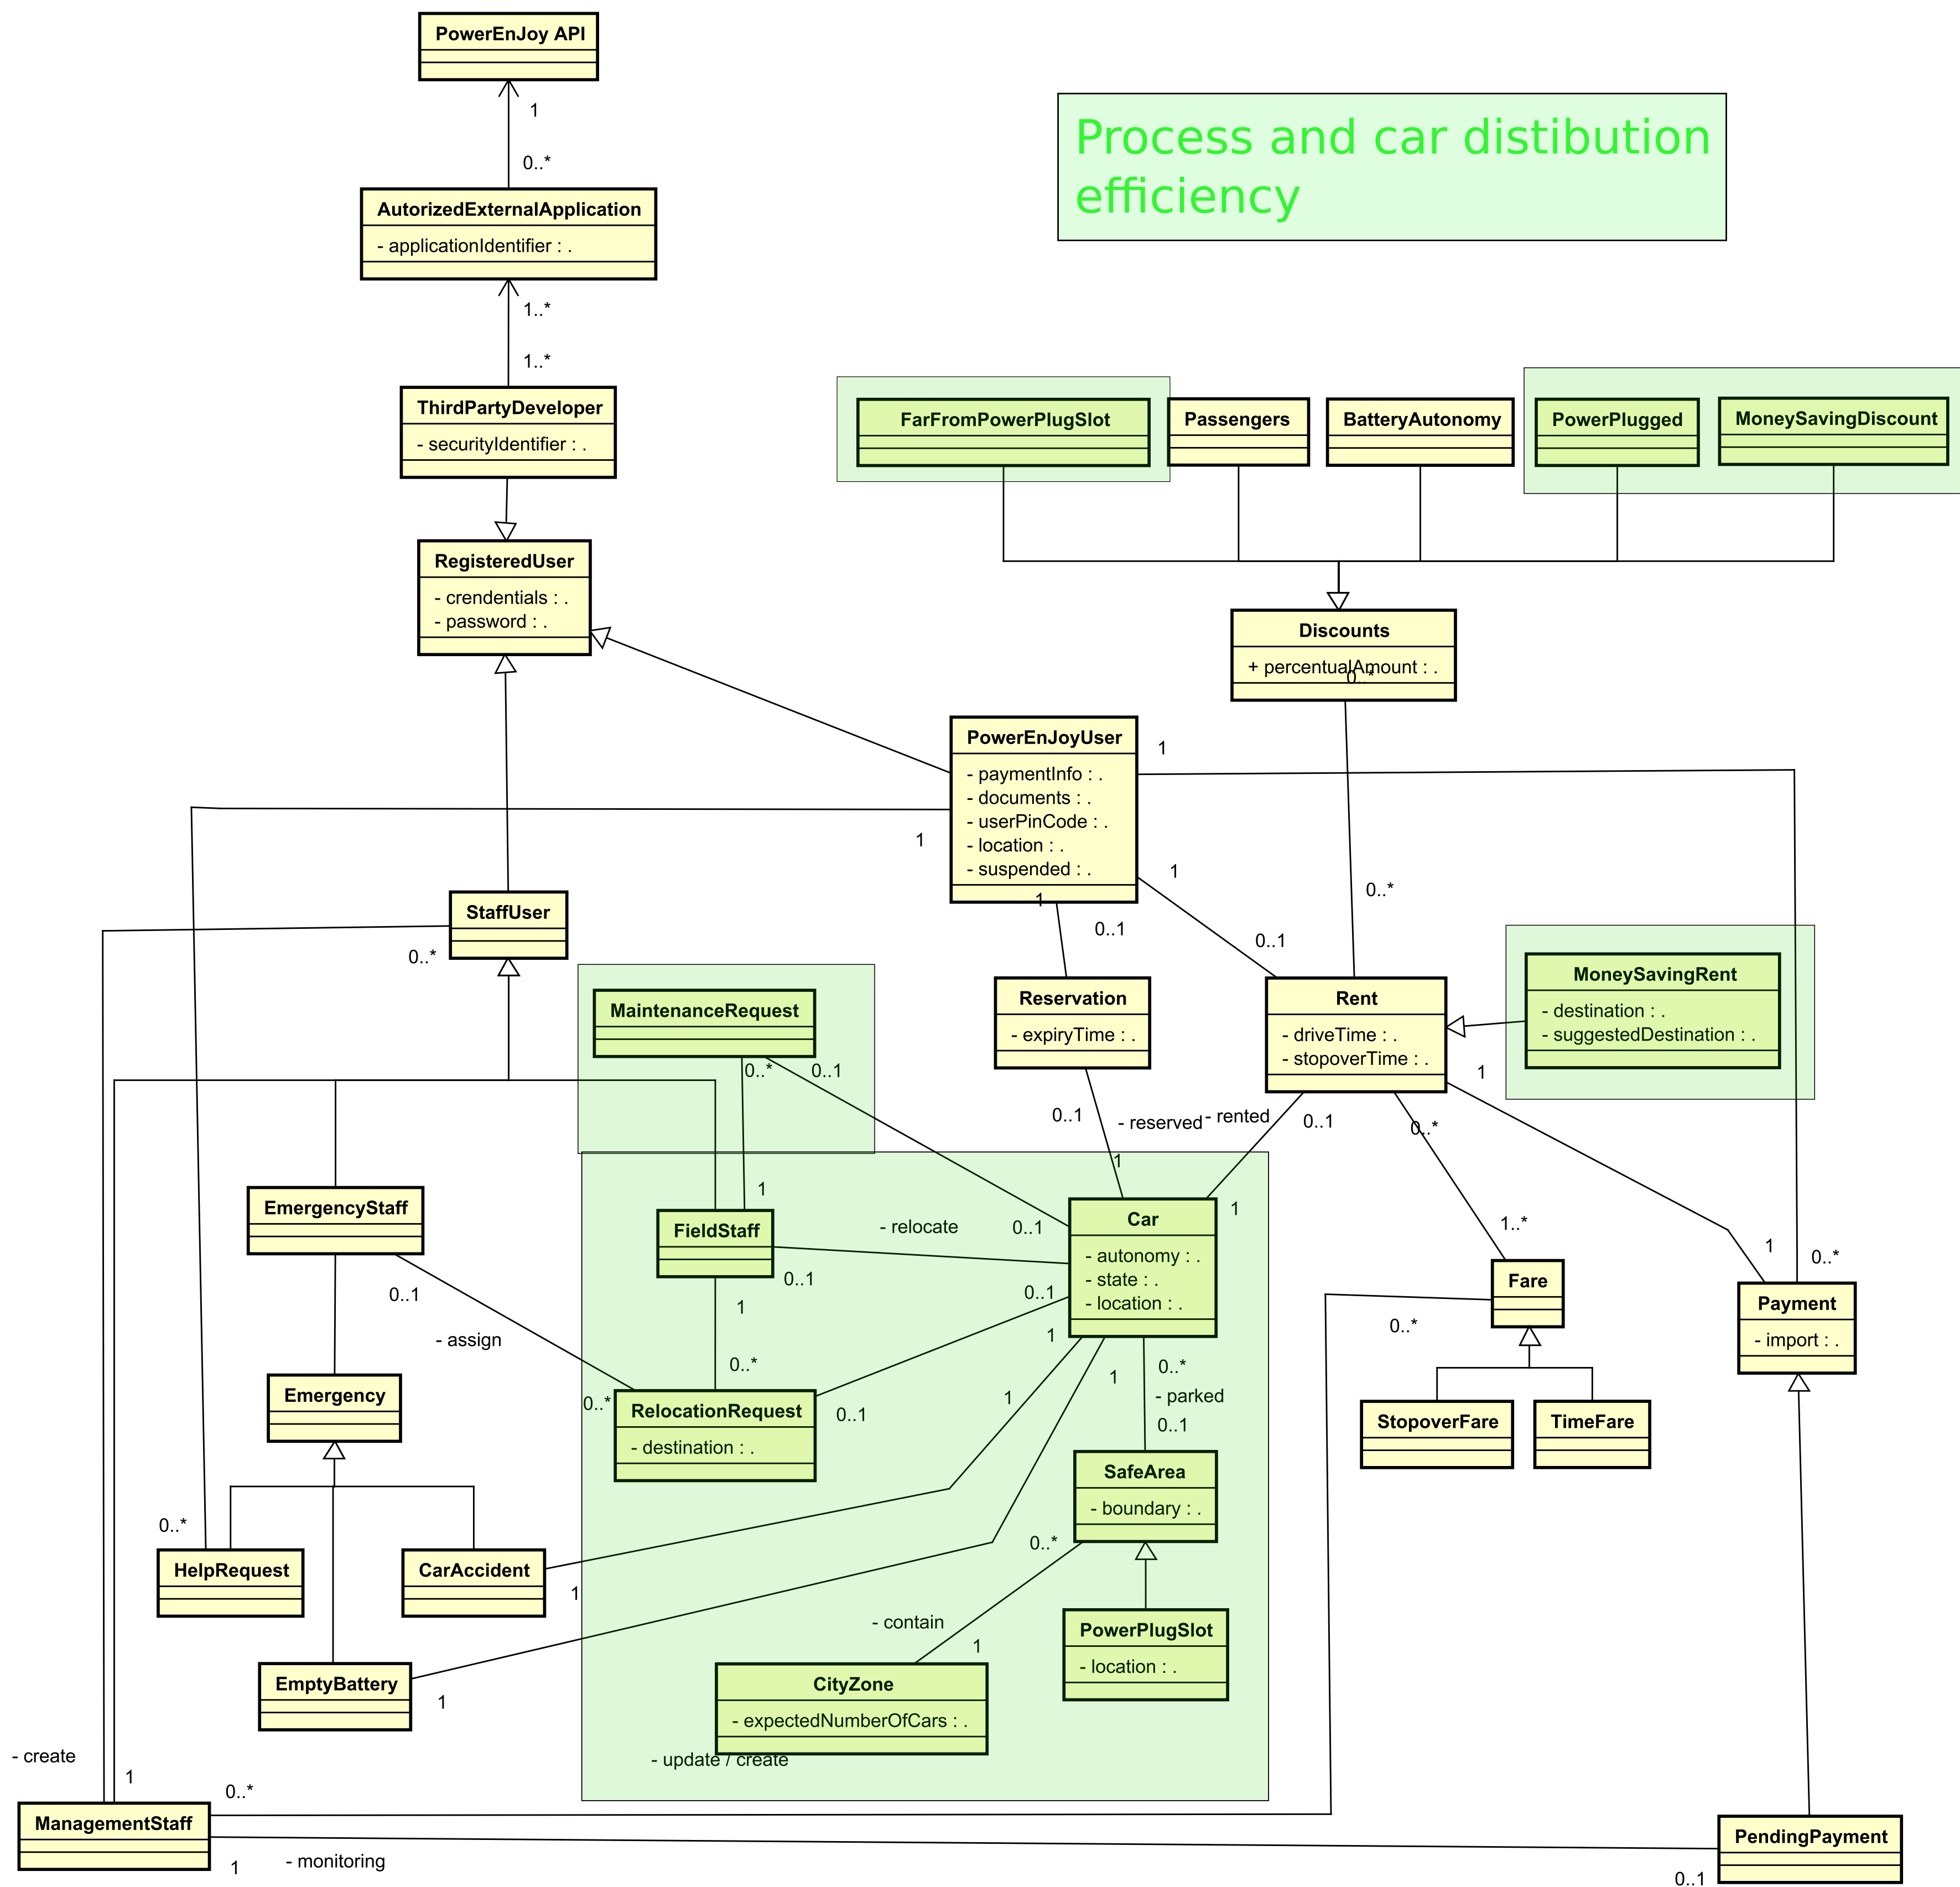 PowerEnJoy API
1
0..*
Process and car distibution
efficiency
AutorizedExternalApplication
- applicationIdentifier : .
1..*
1..*
ThirdPartyDeveloper
- securityIdentifier : .
FarFromPowerPlugSlot
Passengers
BatteryAutonomy
PowerPlugged
MoneySavingDiscount
RegisteredUser
- crendentials : .
- password : .
Discounts
+ percentualAmount : .
0..*
PowerEnJoyUser
- paymentInfo : .
- documents : .
- userPinCode : .
- location : .
- suspended : .
1
1
1
1
0..1
0..1
0..*
StaffUser
0..*
MaintenanceRequest
0..*
0..1
Reservation
- expiryTime : .
0..1
- reserved
1
Rent
- driveTime : .
- stopoverTime : .
- rented
0..1
0..*
1
1
MoneySavingRent
- destination : .
- suggestedDestination : .
EmergencyStaff
0..1
- assign
0..*
1
FieldStaff
0..1
- relocate
0..1
1
0..*
Car
- autonomy : .
- state : .
- location : .
0..1
1
1
1
0..*
- parked
0..1
1..*
Fare
0..*
1
0..*
Payment
- import : .
StopoverFare
TimeFare
Emergency
RelocationRequest
- destination : .
0..1
SafeArea
- boundary : .
0..*
0..*
HelpRequest
CarAccident
1
- contain
1
PowerPlugSlot
- location : .
EmptyBattery
1
CityZone
- expectedNumberOfCars : .
- update / create
- create
1
0..*
ManagementStaff
1
- monitoring
PendingPayment
0..1